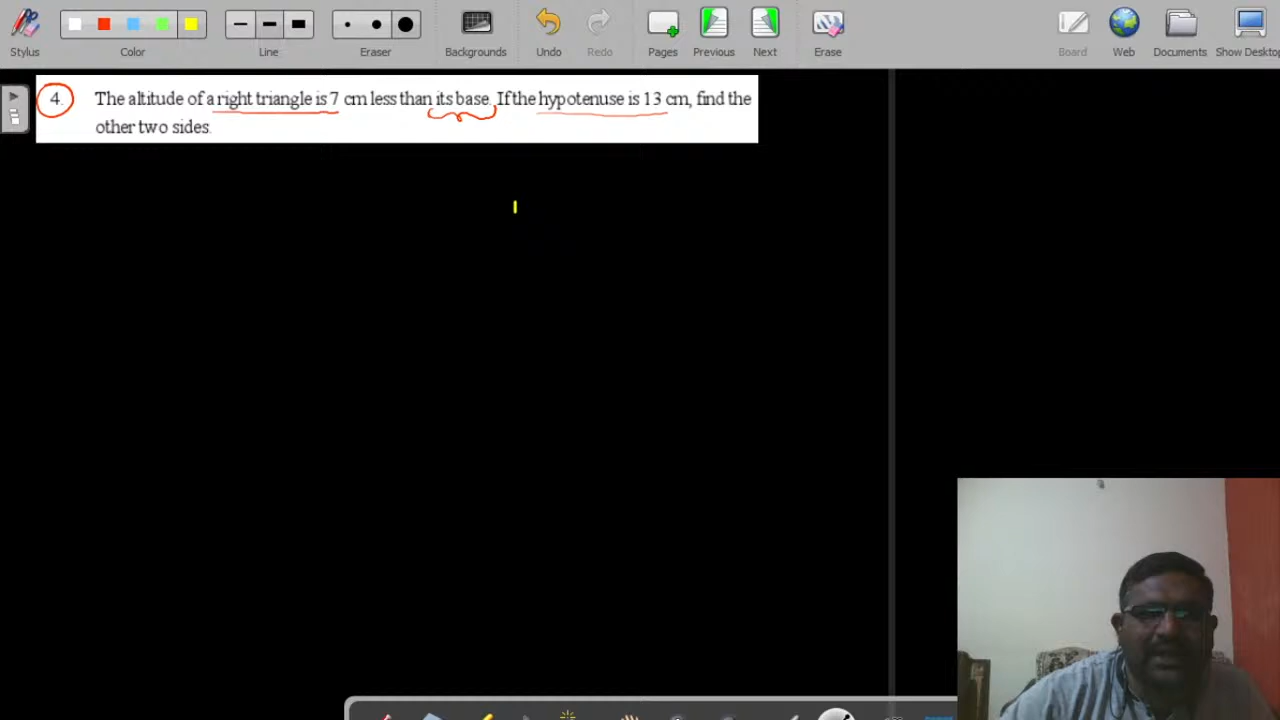 Stylus
Color
Line
Eraser
Backgrounds
Undo
Redo
Pages
Previous
Next
Erase
Board
Web
Documents
Show Desktop
4. The altitude of a right triangle is 7 cm less than its base. If the hypotenuse is 13 cm, find the
other two sides.